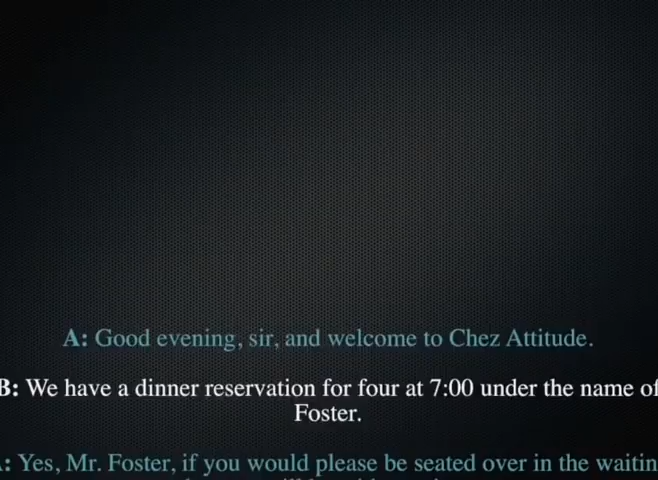 A: Good evening, sir, and welcome to Chez Attitude.
B: We have a dinner reservation for four at 7:00 under the name of
Foster.
: Yes, Mr. Foster, if you would please be seated over in the waitin